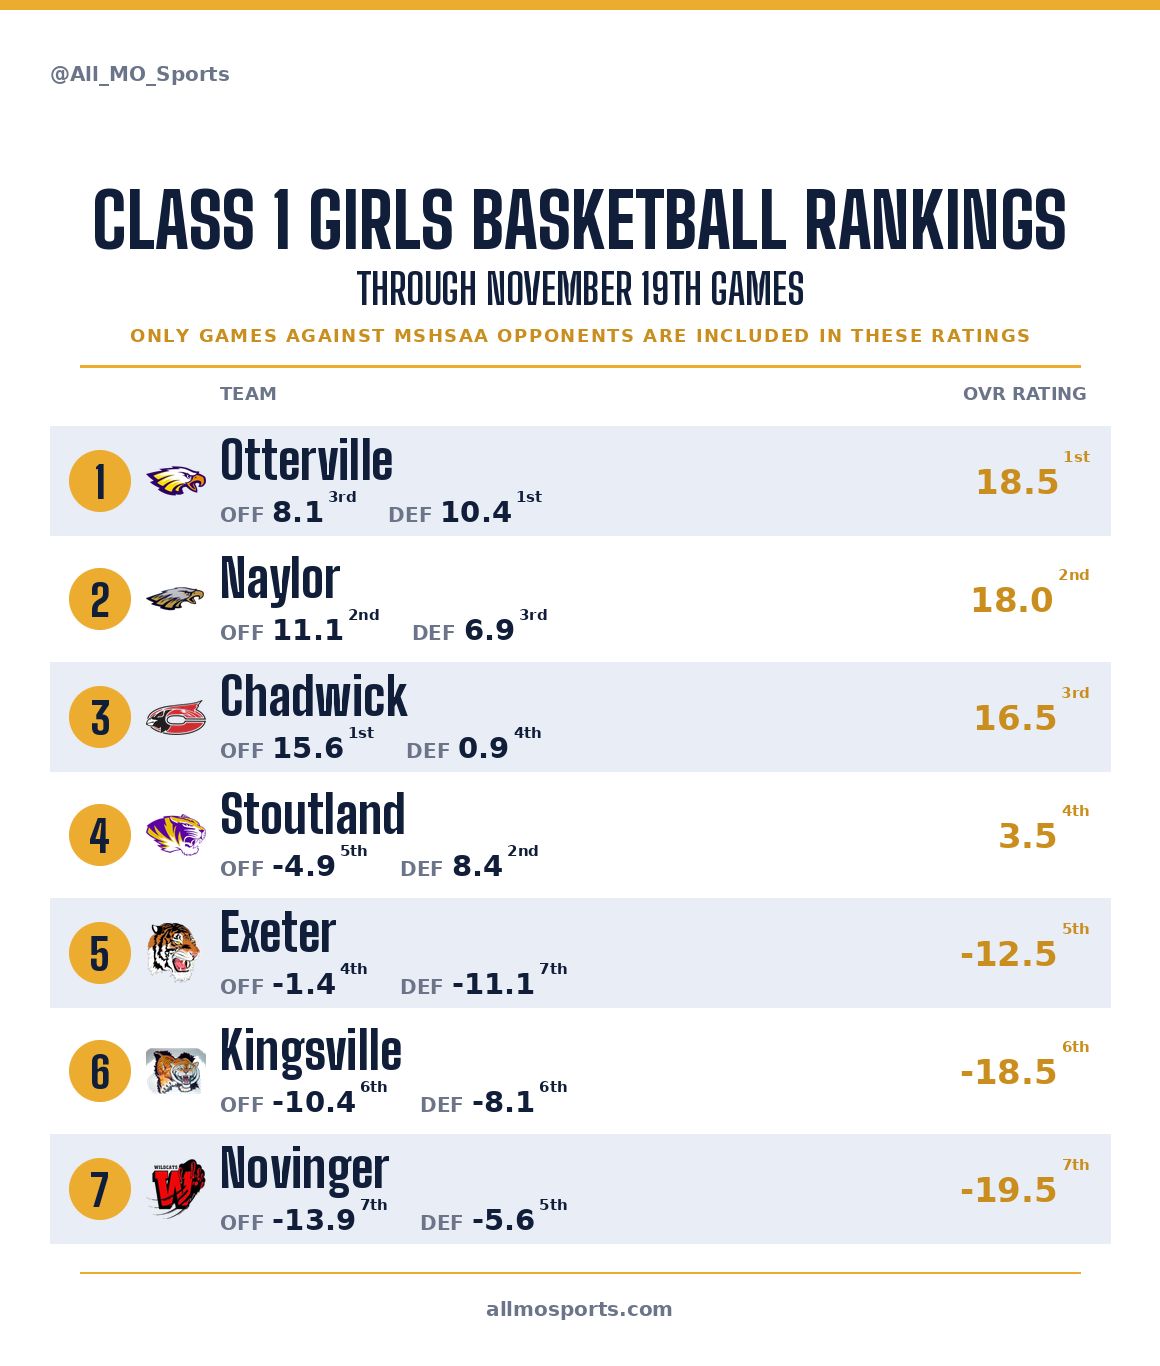 @All_MO_Sports
CLASS 1 GIRLS BASKETBALL RANKINGS
THROUGH NOVEMBER 19TH GAMES
ONLY GAMES AGAINST MSHSAA OPPONENTS ARE INCLUDED IN THESE RATINGS
TEAM OVR RATING
1 Otterville 18.5 1st
OFF 8.1 3rd DEF 10.4 1st
2 Naylor 18.0 2nd
OFF 11.1 2nd DEF 6.9 3rd
3 Chadwick 16.5 3rd
OFF 15.6 1st DEF 0.9 4th
4 Stoutland 3.5 4th
OFF -4.9 5th DEF 8.4 2nd
5 Exeter -12.5 5th
OFF -1.4 4th DEF -11.1 7th
6 Kingsville -18.5 6th
OFF -10.4 6th DEF -8.1 6th
7 WILDCATS W Novinger -19.5 7th
OFF -13.9 7th DEF -5.6 5th
allmosports.com